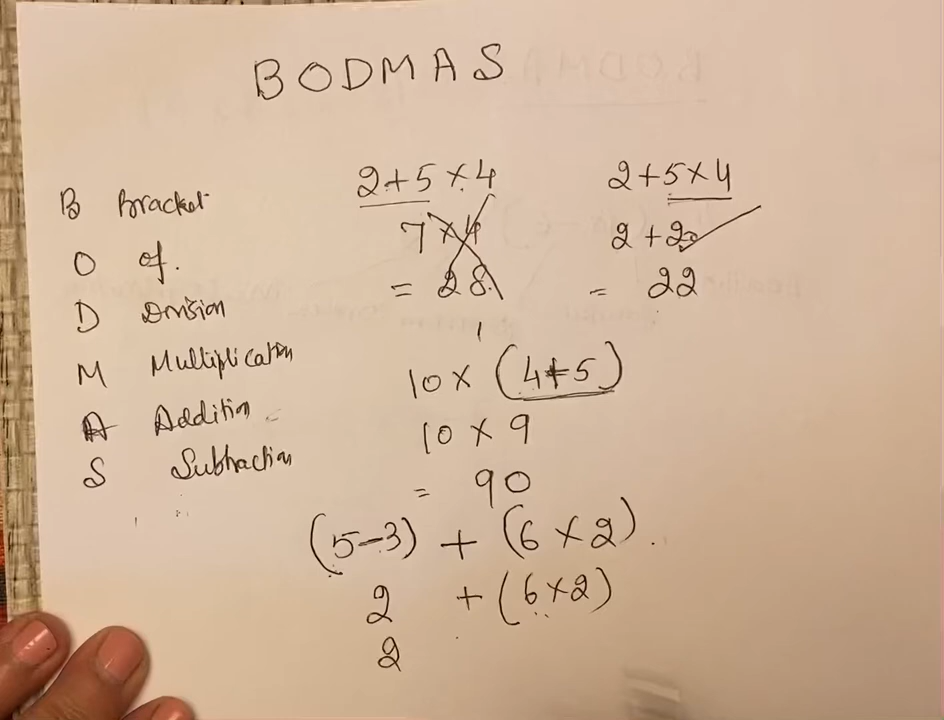 BODMAS
B Bracket
O of.
D Division
M Multiplication
A Addition
S Subtraction
2+5×4
7×4
= 28
2+5×4
2+20
= 22
10×(4+5)
10×9
= 90
(5-3) + (6×2).
2 +(6×2)
2